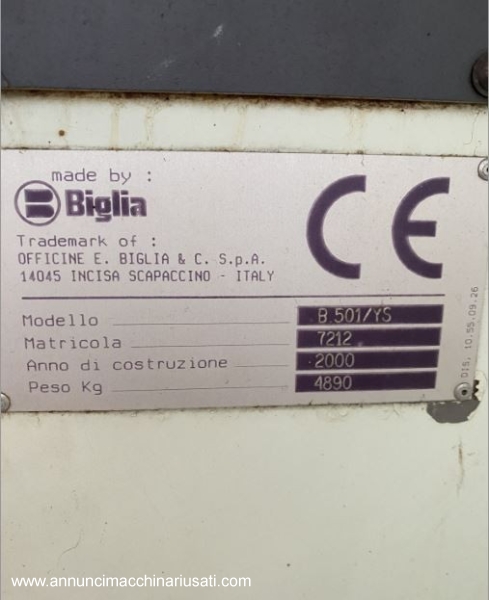 made by :
Biglia
CE
Trademark of :
OFFICINE E. BIGLIA & C. S.p.A.
14045 INCISA SCAPACCINO - ITALY
Modello B.501/YS
Matricola 7212
Anno di costruzione 2000
Peso Kg 4890
DIS. 10.55.09.26
www.annuncimacchinariusati.com